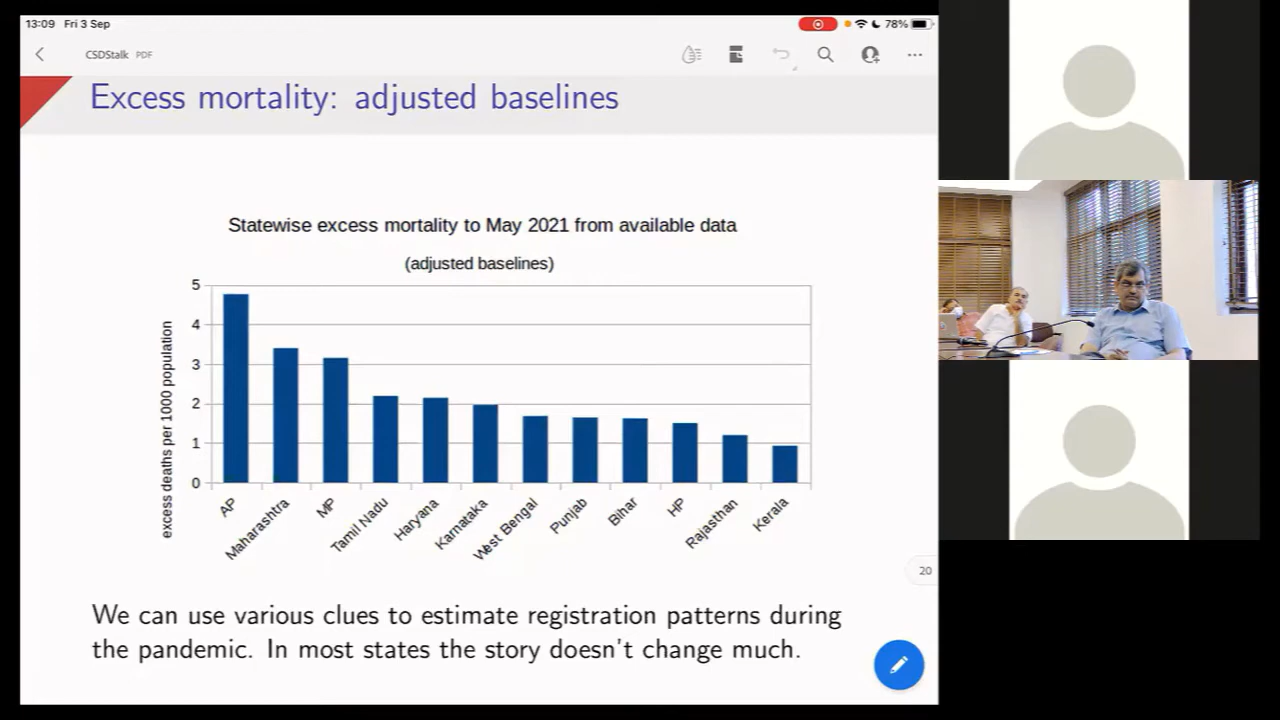 13:09 Fri 3 Sep
78%
CSDStalk PDF
Excess mortality: adjusted baselines
Statewise excess mortality to May 2021 from available data
(adjusted baselines)
excess deaths per 1000 population
5
4
3
2
1
0
AP
Maharashtra
MP
Tamil Nadu
Haryana
Karnataka
West Bengal
Punjab
Bihar
HP
Rajasthan
Kerala
20
We can use various clues to estimate registration patterns during
the pandemic. In most states the story doesn't change much.